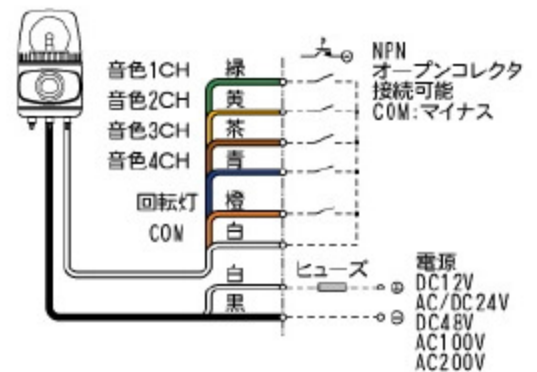 音色1CH 緑
音色2CH 黄
音色3CH 茶
音色4CH 青
回転灯 橙
COM 白
白
黒
NPN
オープンコレクタ
接続可能
COM:マイナス
ヒューズ
⊕
⊖
電源
DC12V
AC/DC24V
DC48V
AC100V
AC200V